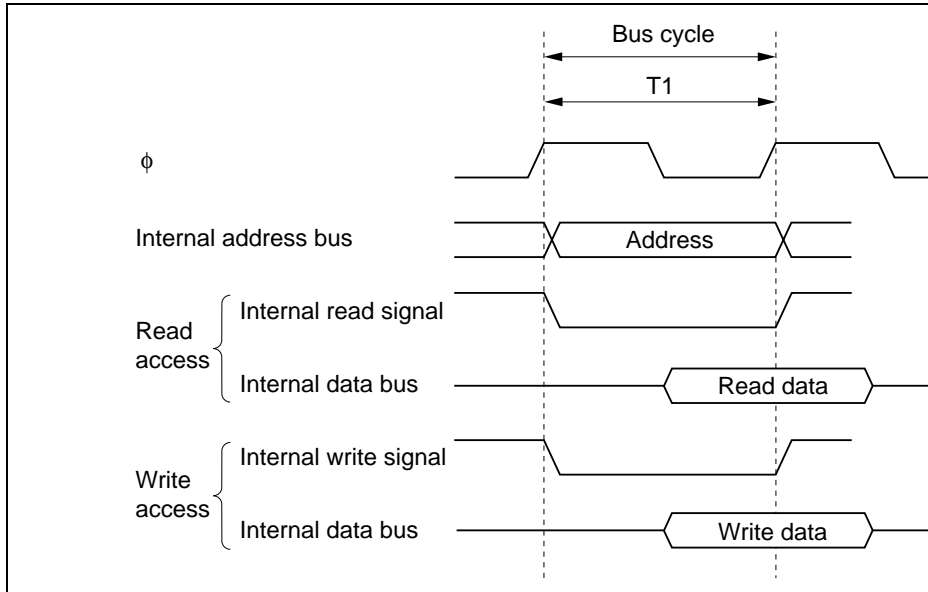 Bus cycle
T1
ϕ
Internal address bus
Address
Read
access
Internal read signal
Internal data bus
Read data
Write
access
Internal write signal
Internal data bus
Write data